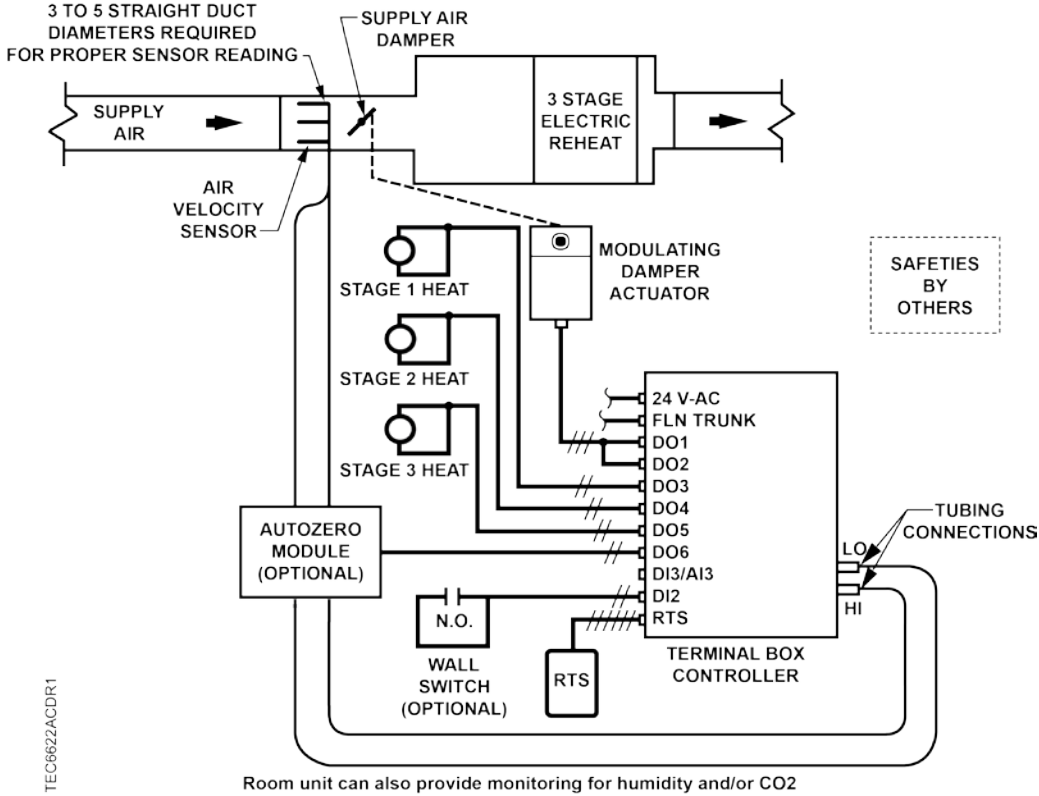 3 TO 5 STRAIGHT DUCT
DIAMETERS REQUIRED
FOR PROPER SENSOR READING
SUPPLY AIR
DAMPER
SUPPLY
AIR
3 STAGE
ELECTRIC
REHEAT
AIR
VELOCITY
SENSOR
STAGE 1 HEAT
MODULATING
DAMPER
ACTUATOR
SAFETIES
BY
OTHERS
STAGE 2 HEAT
STAGE 3 HEAT
24 V-AC
FLN TRUNK
DO1
DO2
DO3
DO4
DO5
DO6
DI3/AI3
DI2
RTS
AUTOZERO
MODULE
(OPTIONAL)
TUBING
CONNECTIONS
LO
HI
N.O.
WALL
SWITCH
(OPTIONAL)
RTS
TERMINAL BOX
CONTROLLER
TEC6622ACDR1
Room unit can also provide monitoring for humidity and/or CO2